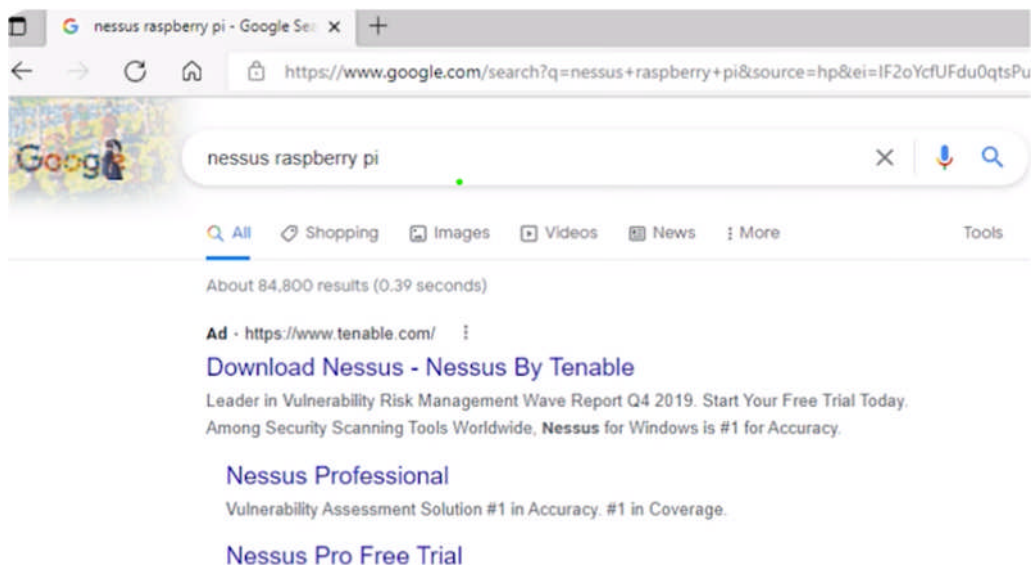 nessus raspberry pi - Google Sea
https://www.google.com/search?q=nessus+raspberry+pi&source=hp&ei=IF2oYcfUFdu0qtsPu
Google
nessus raspberry pi
All Shopping Images Videos News More Tools
About 84,800 results (0.39 seconds)
Ad · https://www.tenable.com/
Download Nessus - Nessus By Tenable
Leader in Vulnerability Risk Management Wave Report Q4 2019. Start Your Free Trial Today.
Among Security Scanning Tools Worldwide, Nessus for Windows is #1 for Accuracy.
Nessus Professional
Vulnerability Assessment Solution #1 in Accuracy. #1 in Coverage.
Nessus Pro Free Trial